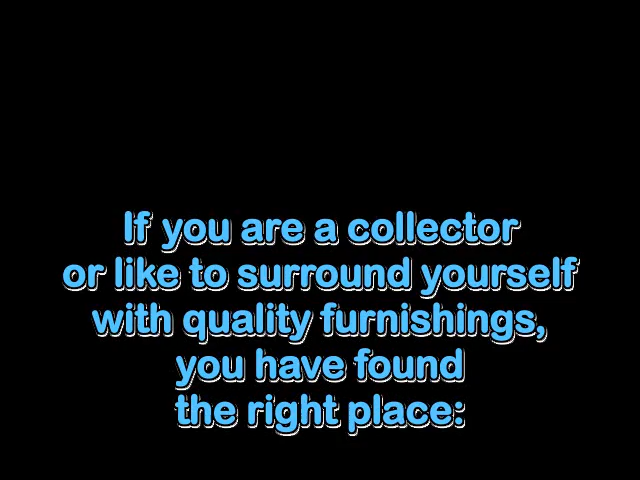 If you are a collector
or like to surround yourself
with quality furnishings,
you have found
the right place: